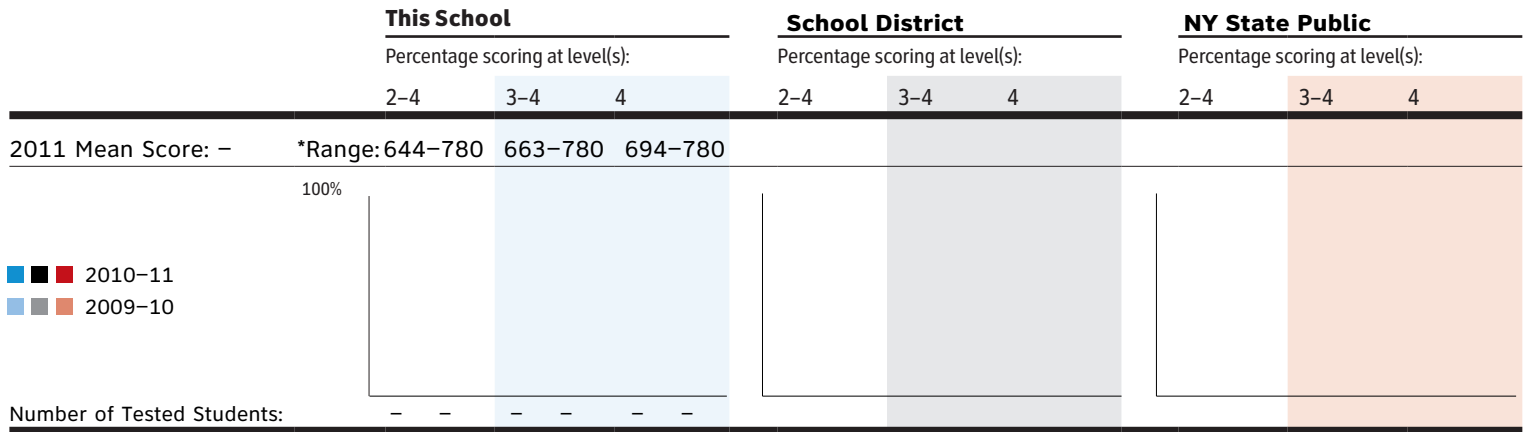 This School School District NY State Public
Percentage scoring at level(s): Percentage scoring at level(s): Percentage scoring at level(s):
2–4 3–4 4 2–4 3–4 4 2–4 3–4 4
2011 Mean Score: – *Range: 644–780 663–780 694–780
100%
2010–11
2009–10
Number of Tested Students: – – – – – –